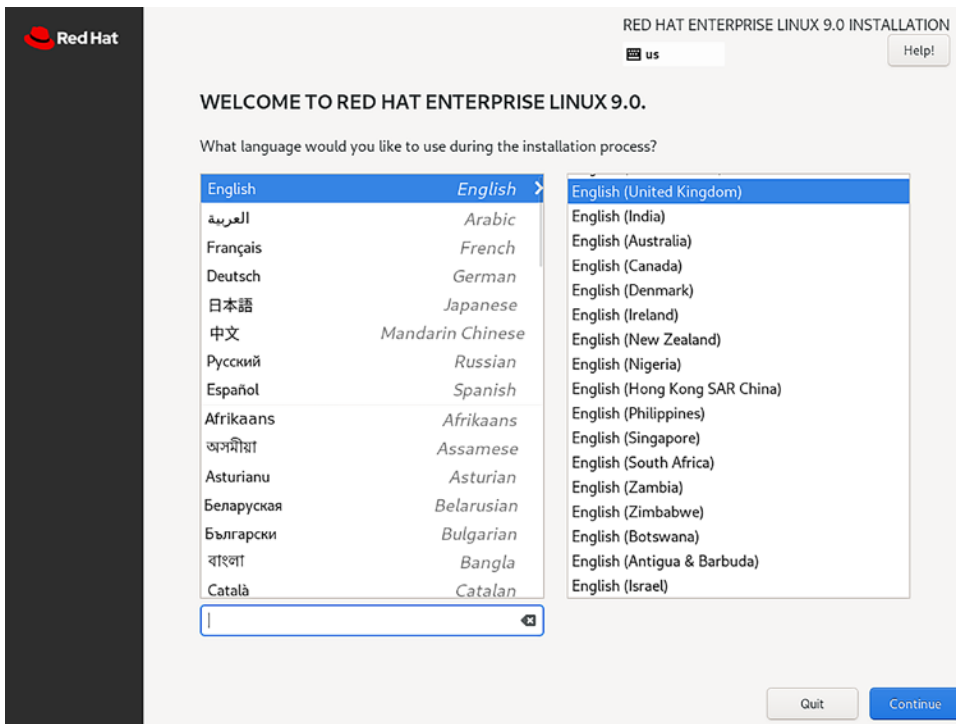 Red Hat
RED HAT ENTERPRISE LINUX 9.0 INSTALLATION
us
Help!
WELCOME TO RED HAT ENTERPRISE LINUX 9.0.
What language would you like to use during the installation process?
English English
العربية Arabic
Français French
Deutsch German
日本語 Japanese
中文 Mandarin Chinese
Русский Russian
Español Spanish
Afrikaans Afrikaans
অসমীয়া Assamese
Asturianu Asturian
Беларуская Belarusian
Български Bulgarian
বাংলা Bangla
Català Catalan
English (United Kingdom)
English (India)
English (Australia)
English (Canada)
English (Denmark)
English (Ireland)
English (New Zealand)
English (Nigeria)
English (Hong Kong SAR China)
English (Philippines)
English (Singapore)
English (South Africa)
English (Zambia)
English (Zimbabwe)
English (Botswana)
English (Antigua & Barbuda)
English (Israel)
Quit
Continue